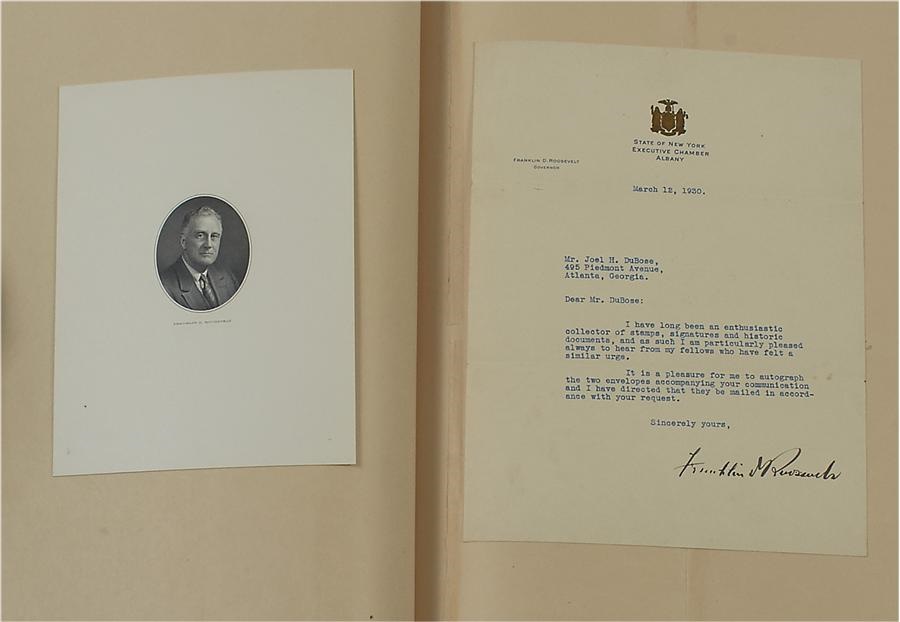 FRANKLIN D. ROOSEVELT
STATE OF NEW YORK
EXECUTIVE CHAMBER
ALBANY
FRANKLIN D. ROOSEVELT
GOVERNOR
March 12, 1930.
Mr. Joel H. DuBose,
495 Piedmont Avenue,
Atlanta, Georgia.
Dear Mr. DuBose:
I have long been an enthusiastic
collector of stamps, signatures and historic
documents, and as such I am particularly pleased
always to hear from my fellows who have felt a
similar urge.
It is a pleasure for me to autograph
the two envelopes accompanying your communication
and I have directed that they be mailed in accord-
ance with your request.
Sincerely yours,
Franklin D Roosevelt